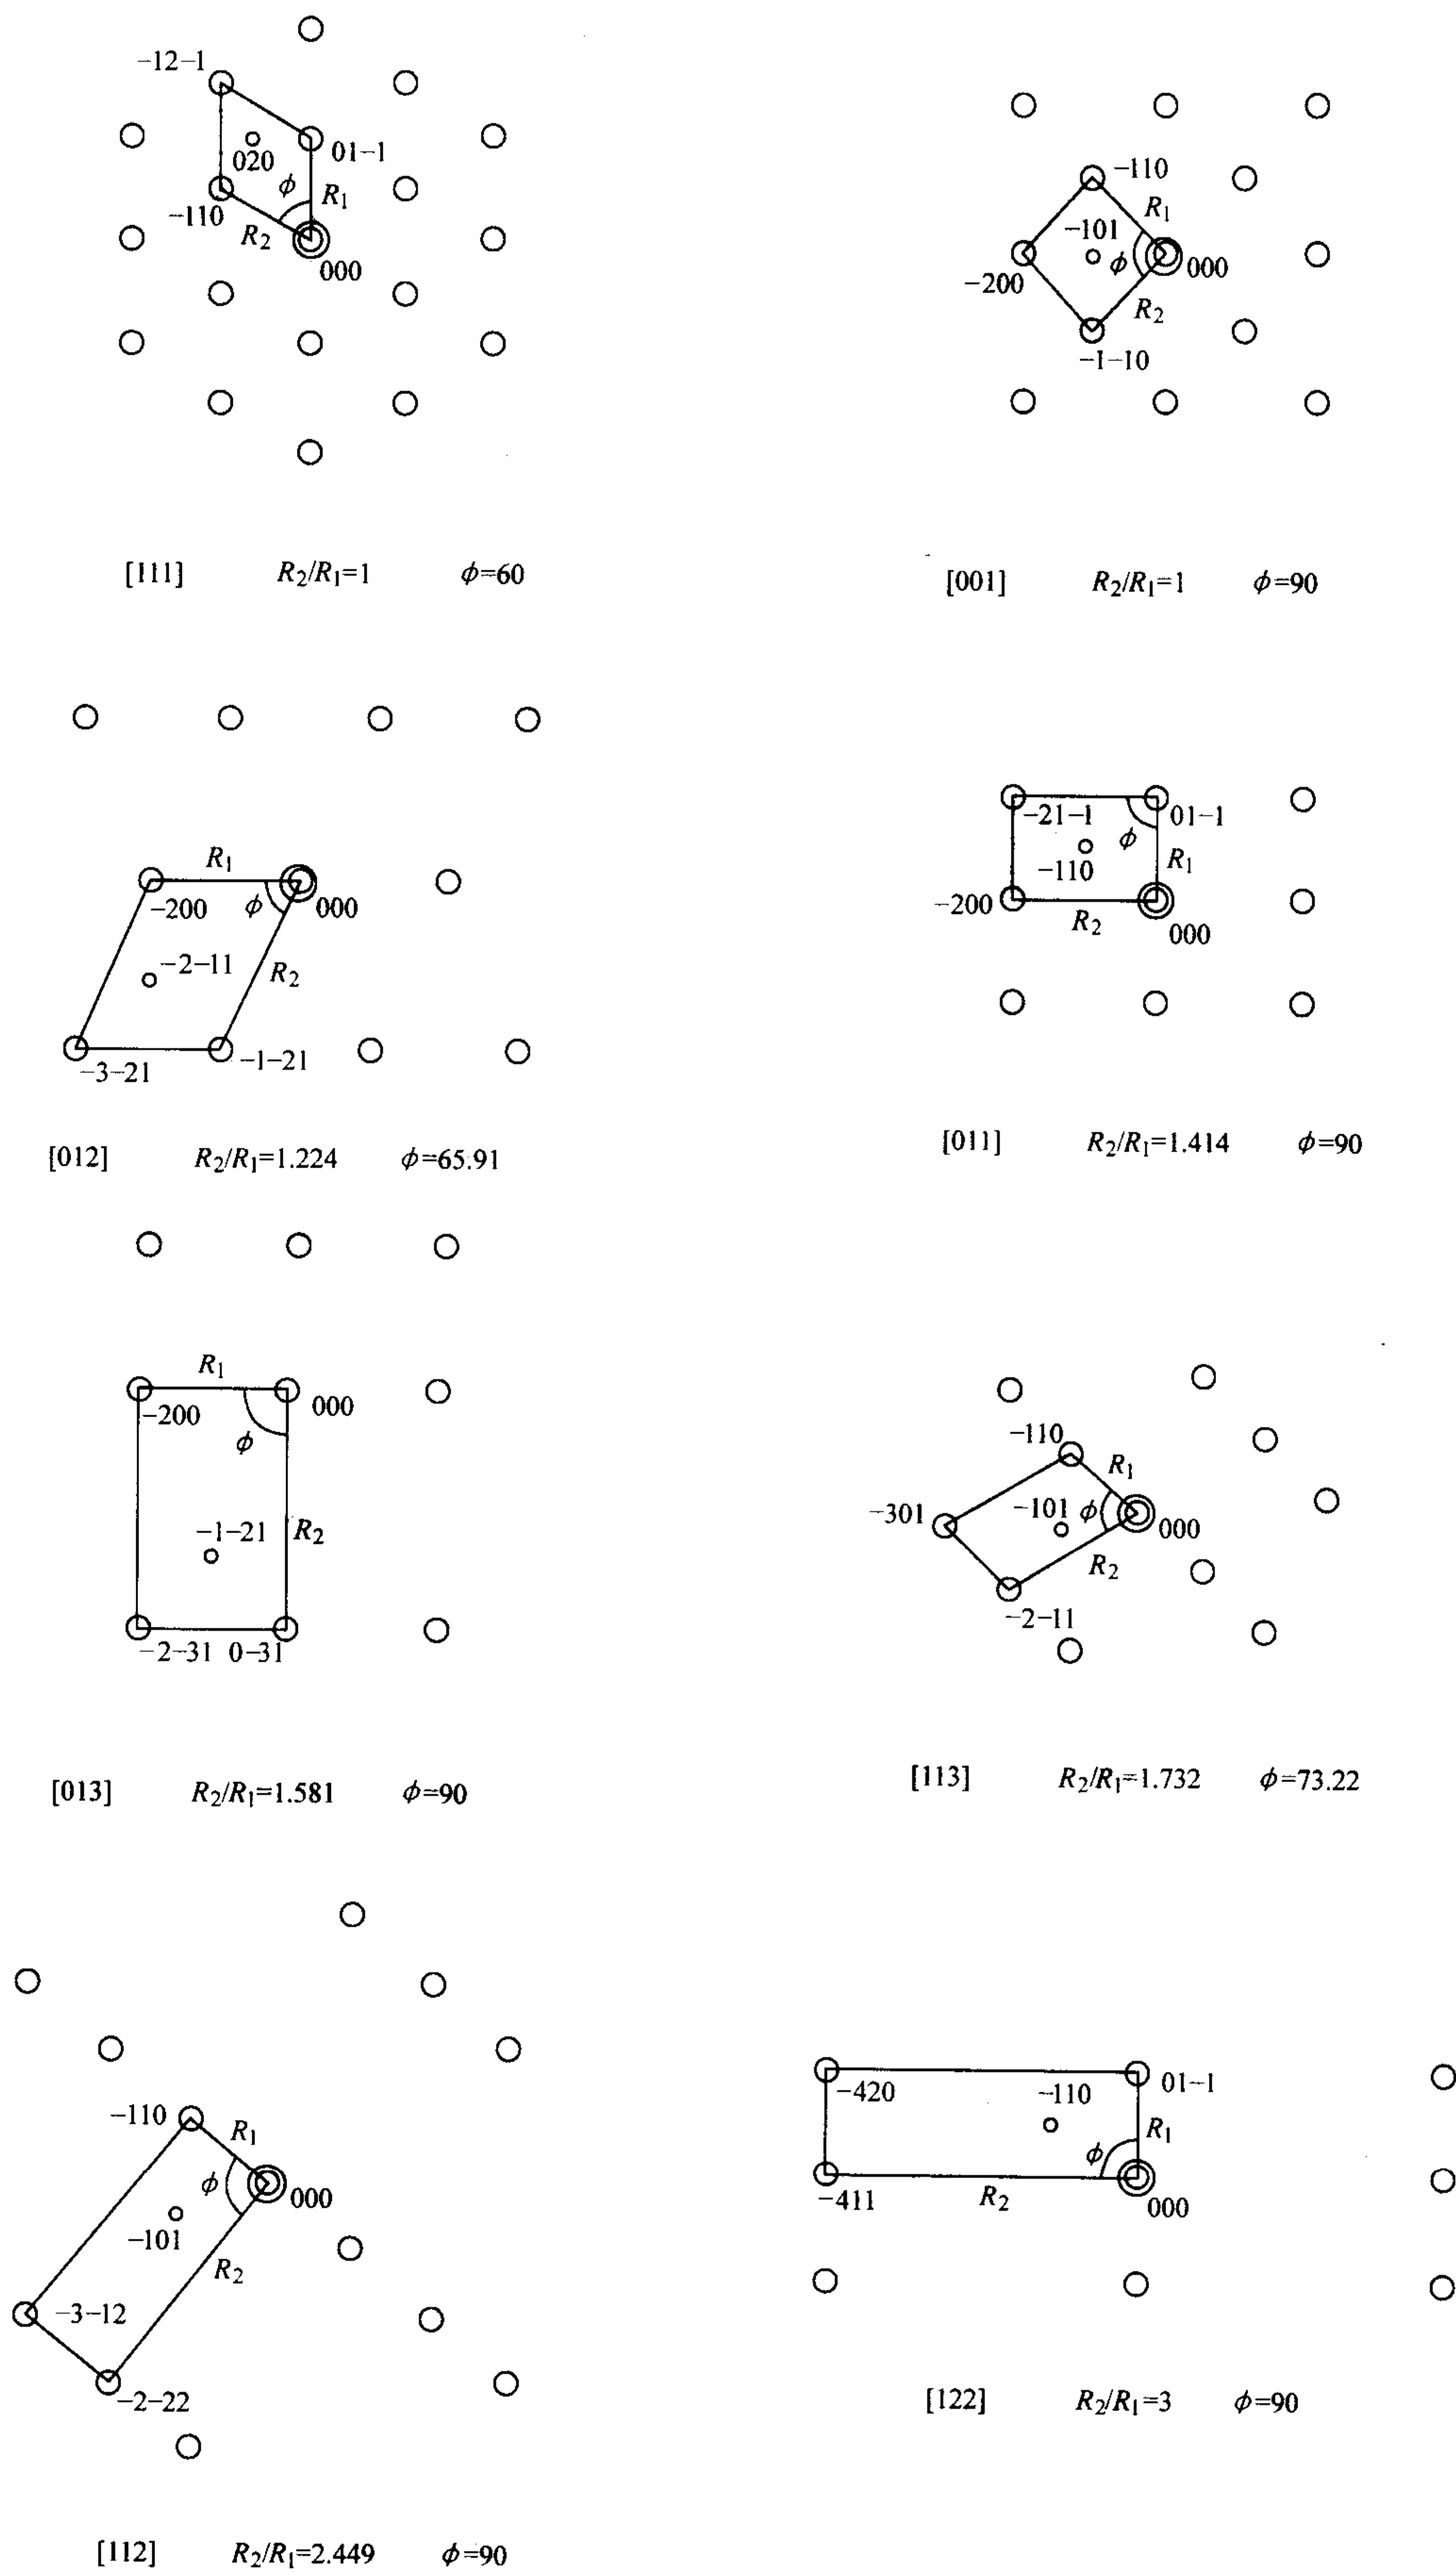 -12-1
020
01-1
ϕ
R1
-110
R2
000
[111] R2/R1=1 ϕ=60
-110
R1
-101
ϕ
000
-200
R2
-1-10
[001] R2/R1=1 ϕ=90
R1
-200
ϕ
000
-2-11
R2
-3-21
-1-21
[012] R2/R1=1.224 ϕ=65.91
-21-1
01-1
ϕ
-110
R1
-200
R2
000
[011] R2/R1=1.414 ϕ=90
R1
-200
000
ϕ
-1-21
R2
-2-31 0-31
[013] R2/R1=1.581 ϕ=90
-110
R1
-301
-101
ϕ
000
R2
-2-11
[113] R2/R1=1.732 ϕ=73.22
-110
R1
ϕ
000
-101
R2
-3-12
-2-22
[112] R2/R1=2.449 ϕ=90
-420
-110
01-1
R1
ϕ
-411
R2
000
[122] R2/R1=3 ϕ=90